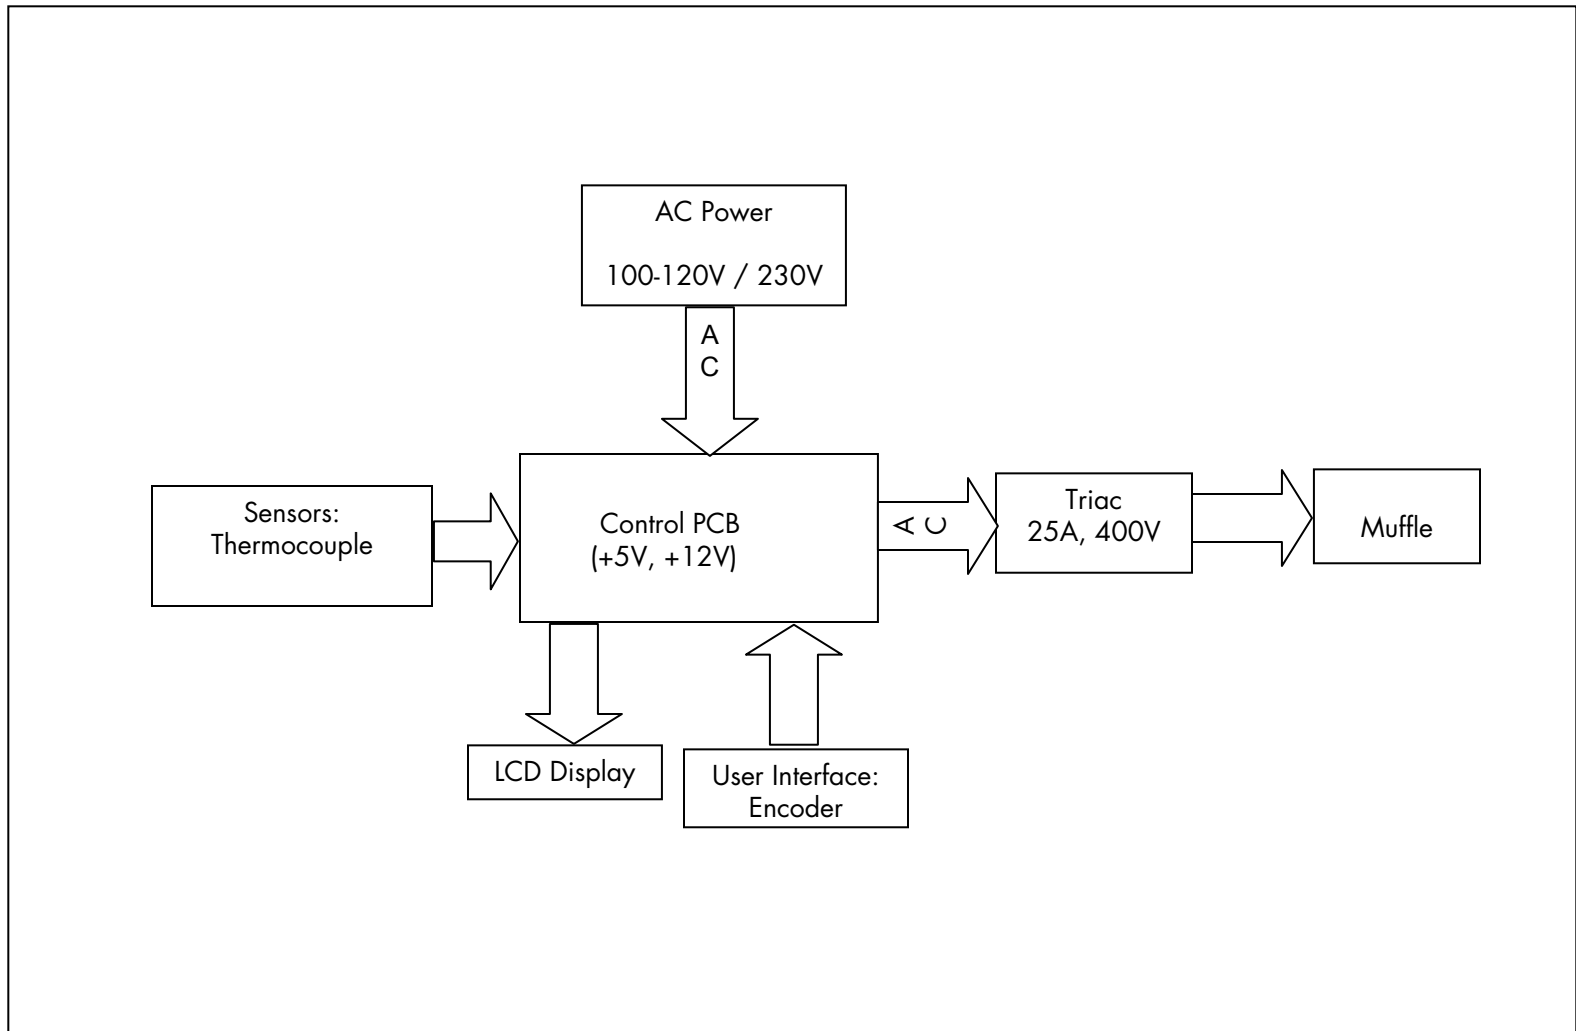 AC Power
100-120V / 230V
A
C
Sensors:
Thermocouple
Control PCB
(+5V, +12V)
A C
Triac
25A, 400V
Muffle
LCD Display
User Interface:
Encoder